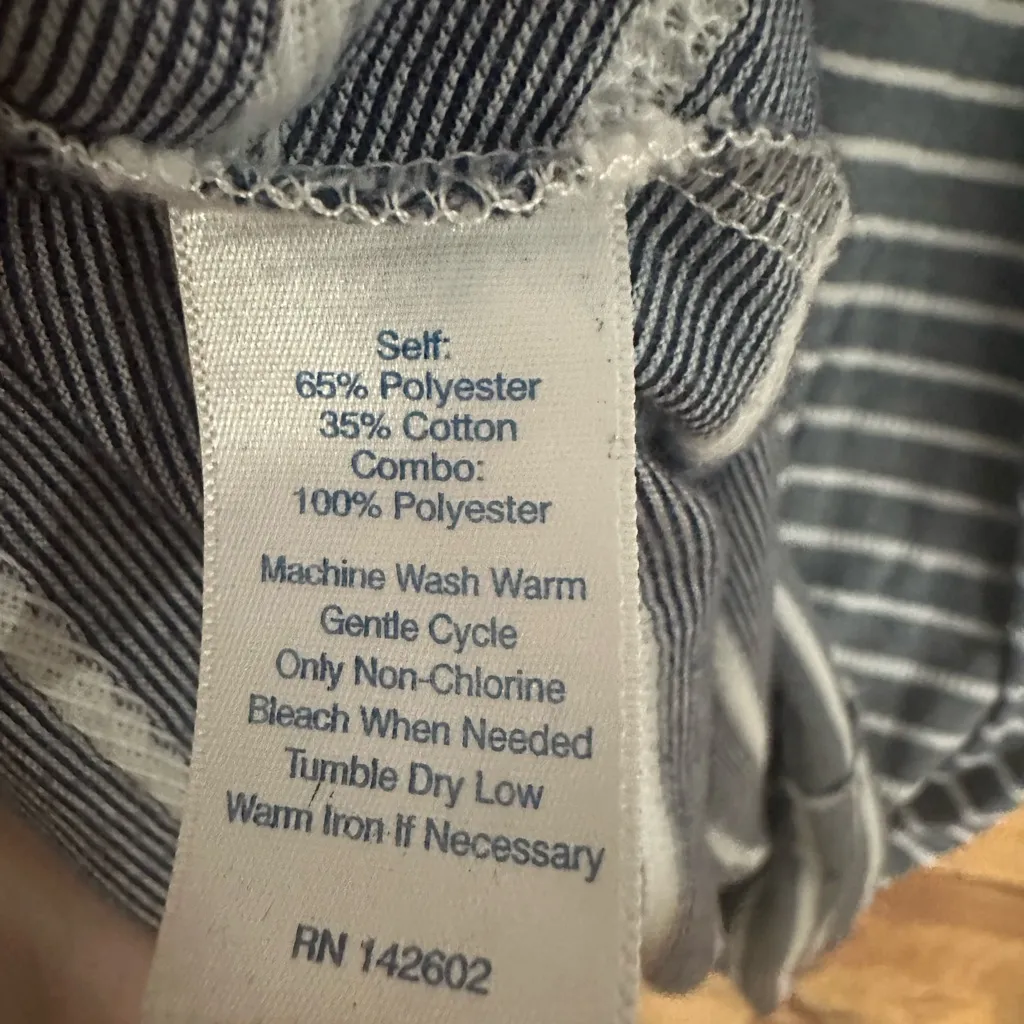 Self:
65% Polyester
35% Cotton
Combo:
100% Polyester
Machine Wash Warm
Gentle Cycle
Only Non-Chlorine
Bleach When Needed
Tumble Dry Low
Warm Iron If Necessary
RN 142602